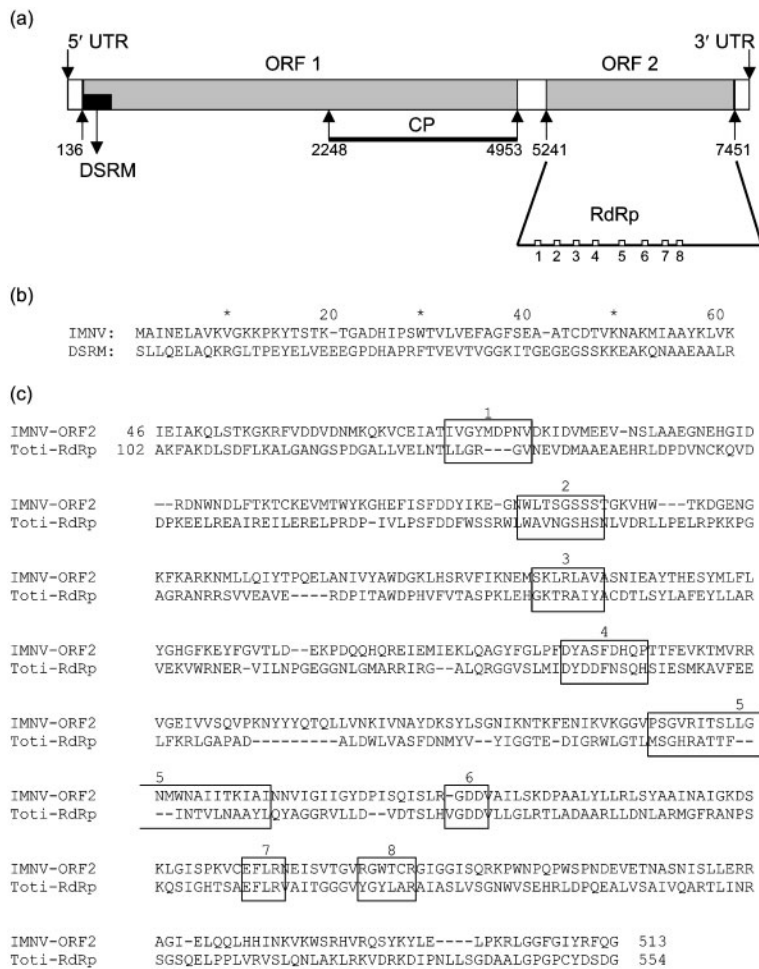 (a)
5′ UTR
3′ UTR
ORF 1
ORF 2
CP
136
2248
4953
5241
7451
DSRM
RdRp
1 2 3 4 5 6 7 8
(b)
* 20 * 40 * 60
IMNV: MAINELAVKVGKKPKYTSTK-TGADHIPSWTVLVEFAGFSEA-ATCDTVKNAKMIAAYKLVK
DSRM: SLLQELAQKRGLTPEYELVEEEGPDHAPRFTVEVTVGGKITGEGEGSSKKEAKQNAAEAALR
(c)
1
IMNV-ORF2 46 IEIAKQLSTKGKRFVDDVDNMKQKVCEIATIVGYMDPNVDKIDVMEEV-NSLAAEGNEHGID
Toti-RdRp 102 AKFAKDLSDFLKALGANGSPDGALLVELNTLLGR---GVNEVDMAAEAEHRLDPDVNCKQVD
2
IMNV-ORF2 --RDNWNDLFTKTCKEVMTWYKGHEFISFDDYIKE-GNWLTSGSSSTGKVHW---TKDGENG
Toti-RdRp DPKEELREAIREILERELPRDP-IVLPSFDDFWSSRWLWAVNGSHSNLVDRLLPELRPKKPG
3
IMNV-ORF2 KFKARKNMLLQIYTPQELANIVYAWDGKLHSRVFIKNEMSKLRLAVASNIEAYTHESYMLFL
Toti-RdRp AGRANRRSVVEAVE----RDPITAWDPHVFVTASPKLEHGKTRAIYACDTLSYLAFEYLLAR
4
IMNV-ORF2 YGHGFKEYFGVTLD--EKPDQQHQREIEMIEKLQAGYFGLPFDYASFDHQPTTFEVKTMVRR
Toti-RdRp VEKVWRNER-VILNPGEGGNLGMARRIRG--ALQRGGVSLMIDYDDFNSQHSIESMKAVFEE
5
IMNV-ORF2 VGEIVVSQVPKNYYYQTQLLVNKIVNAYDKSYLSGNIKNTKFENIKVKGGVPSGVRITSLLG
Toti-RdRp LFKRLGAPAD---------ALDWLVASFDNMYV-YIGGTE-DIGRWLGTLMSGHRATTF--
5 6
IMNV-ORF2 NMWNAIITKIAINNVIGIIGYDPISQISLR-GDDVAILSKDPAALYLLRLSYAAINAIGKDS
Toti-RdRp --INTVLNAAYLQYAGGRVLLD--DVDTSLHVGDDVLLGLRTLADAARLLDNLARMGFRANPS
7 8
IMNV-ORF2 KLGISPKVCEFLRNEISVTGVRGWTCRGIGGISQRKPWNPQPWSPNDEVETNASNISLLERR
Toti-RdRp KQSIGHTSAEFLRVAITGGGVYGYLARAIASLVSGNWVSEHRLDPQEALVSAIVQARTLINR
IMNV-ORF2 AGI-ELQQLHHINKVKWSRHVRQSYKYLE----LPKRLGGFGIYRFQG 513
Toti-RdRp SGSQELPPLVRVSLQNLAKLRKVDRKDIPNLLSGDAALGPGPCYDSDG 554